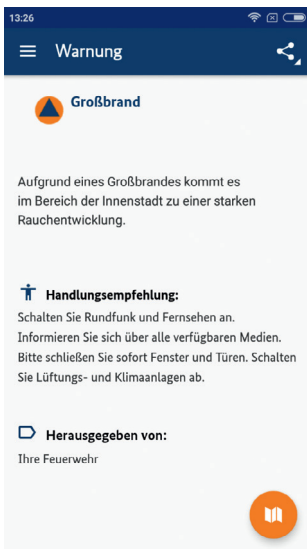 13:26
Warnung
Großbrand
Aufgrund eines Großbrandes kommt es
im Bereich der Innenstadt zu einer starken
Rauchentwicklung.
Handlungsempfehlung:
Schalten Sie Rundfunk und Fernsehen an.
Informieren Sie sich über alle verfügbaren Medien.
Bitte schließen Sie sofort Fenster und Türen. Schalten
Sie Lüftungs- und Klimaanlagen ab.
Herausgegeben von:
Ihre Feuerwehr